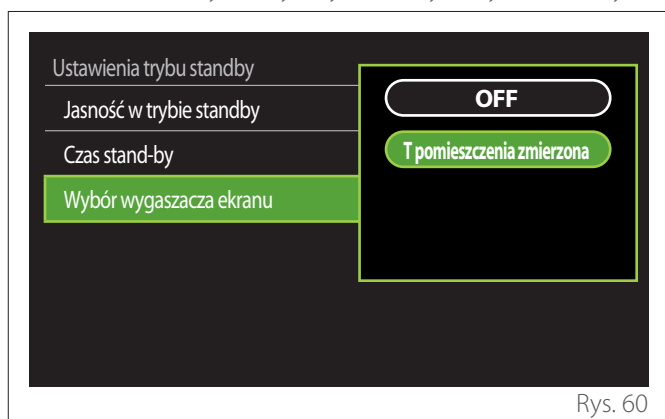 Ustawienia trybu standby
Jasność w trybie standby
Czas stand-by
Wybór wygaszacza ekranu
OFF
T pomieszczenia zmierzona
Rys. 60